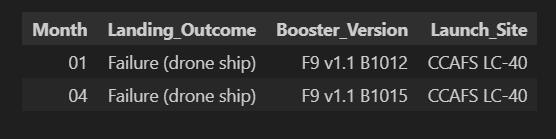 Month Landing_Outcome Booster_Version Launch_Site
01 Failure (drone ship) F9 v1.1 B1012 CCAFS LC-40
04 Failure (drone ship) F9 v1.1 B1015 CCAFS LC-40